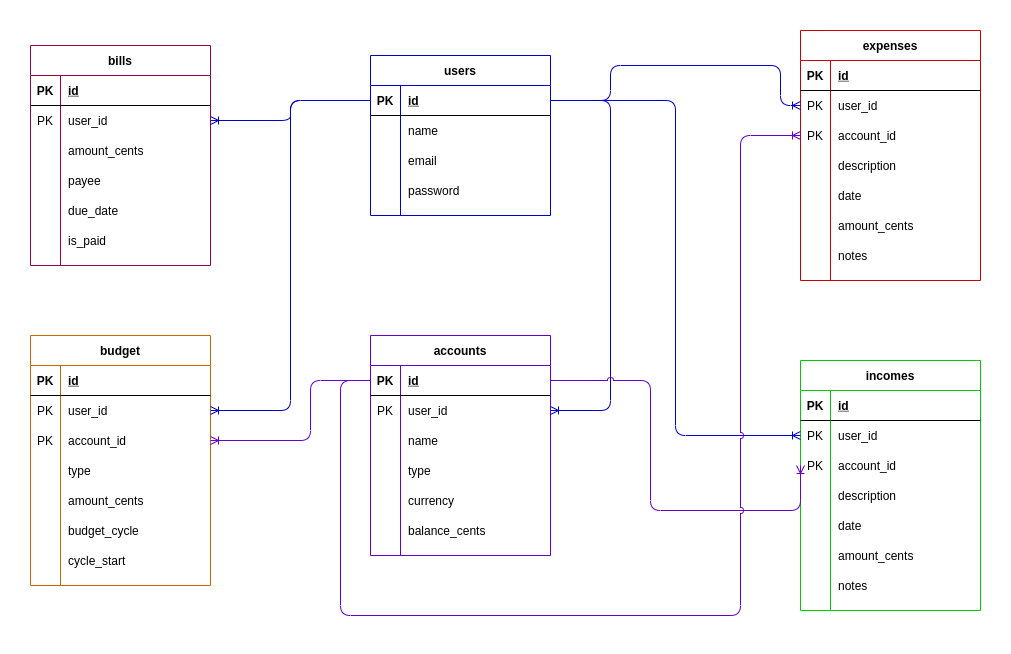 bills
PK id
PK user_id
amount_cents
payee
due_date
is_paid
users
PK id
name
email
password
expenses
PK id
PK user_id
PK account_id
description
date
amount_cents
notes
budget
PK id
PK user_id
PK account_id
type
amount_cents
budget_cycle
cycle_start
accounts
PK id
PK user_id
name
type
currency
balance_cents
incomes
PK id
PK user_id
PK account_id
description
date
amount_cents
notes